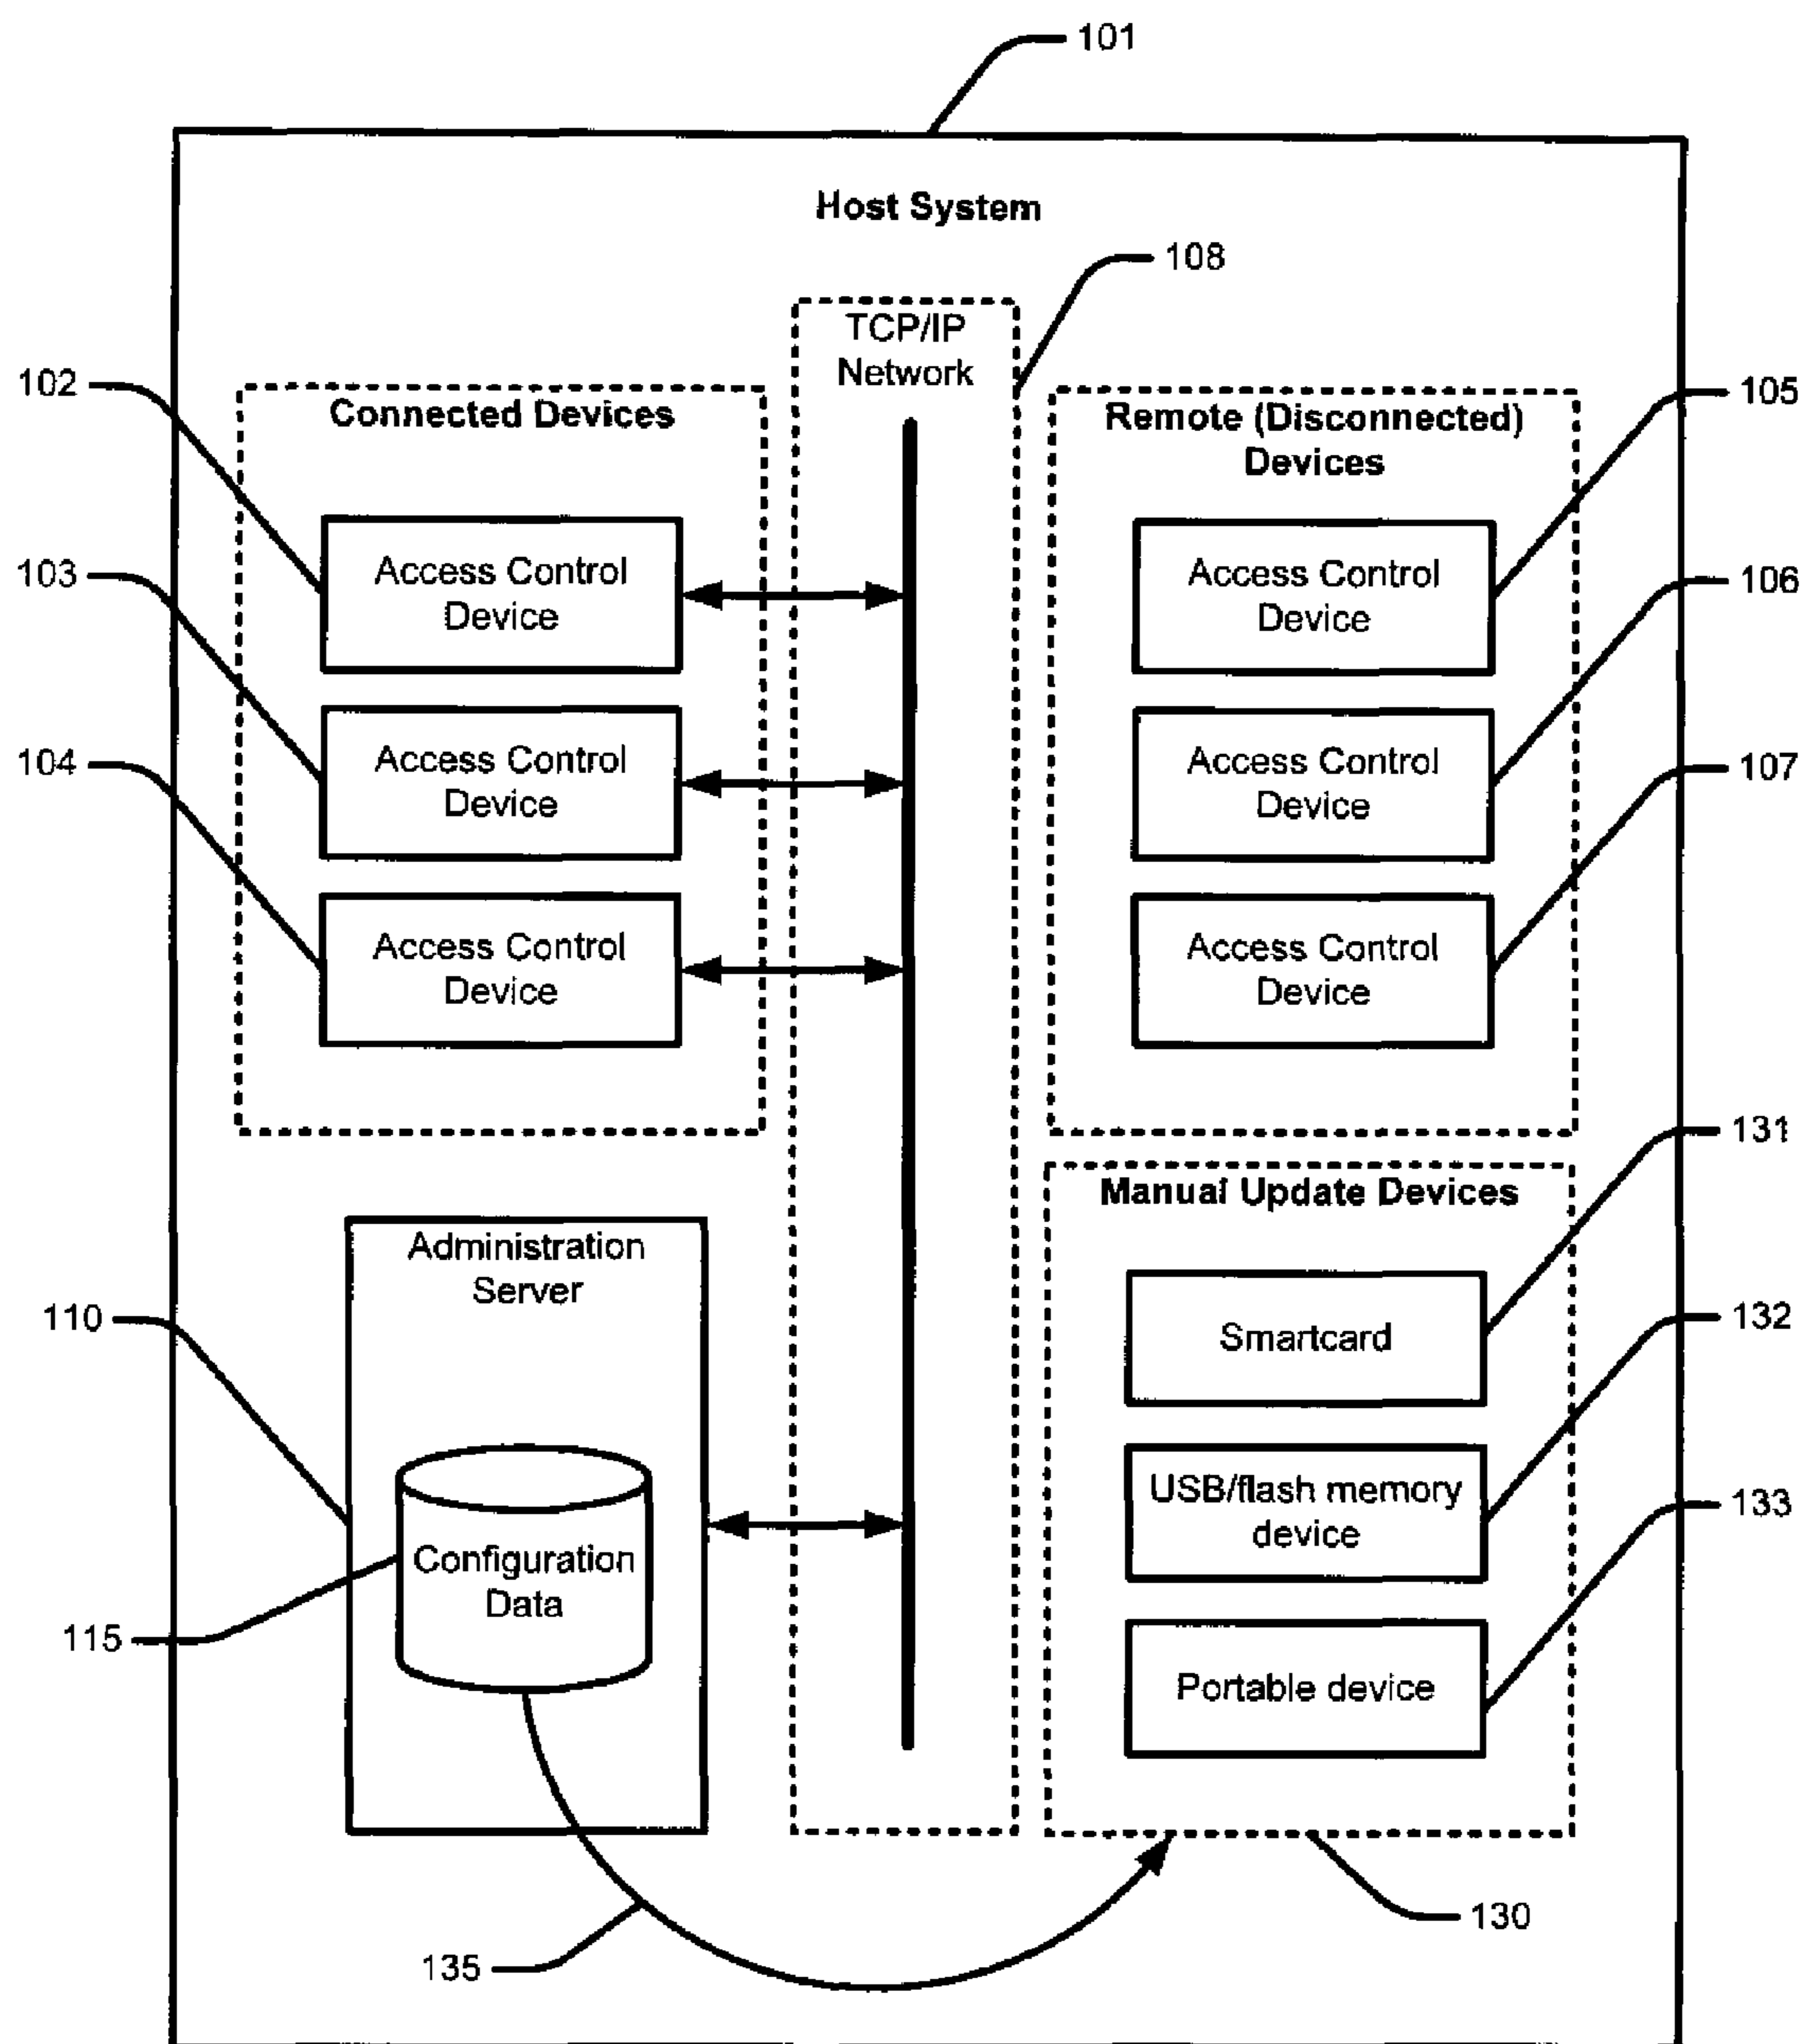 101
Host System
108
TCP/IP
Network
102
Connected Devices
105
Remote (Disconnected)
Devices
Access Control
Device
103
Access Control
Device
106
Access Control
Device
104
Access Control
Device
107
Access Control
Device
Access Control
Device
131
Manual Update Devices
Administration
Server
110
Smartcard
132
USB/flash memory
device
133
Configuration
Data
115
Portable device
130
135